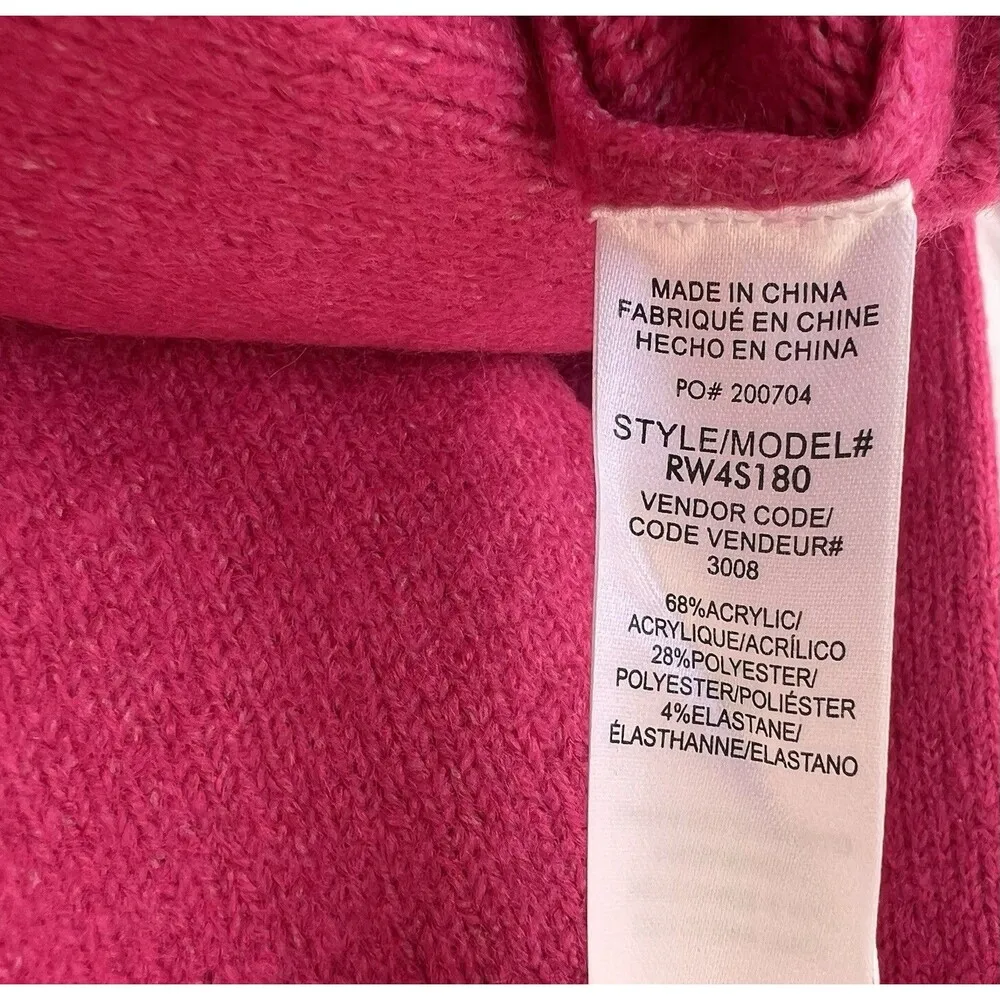 MADE IN CHINA
FABRIQUÉ EN CHINE
HECHO EN CHINA
PO# 200704
STYLE/MODEL#
RW4S180
VENDOR CODE/
CODE VENDEUR#
3008
68%ACRYLIC/
ACRYLIQUE/ACRÍLICO
28%POLYESTER/
POLYESTER/POLIÉSTER
4%ELASTANE/
ÉLASTHANNE/ELASTANO